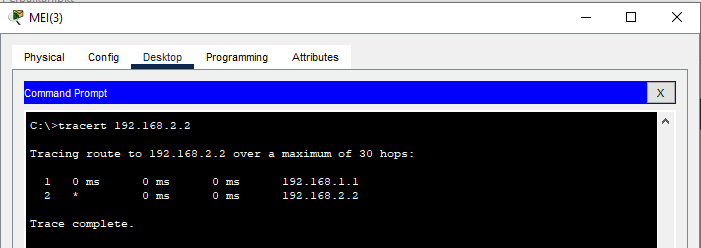 MEI(3)
Physical Config Desktop Programming Attributes
Command Prompt X
C:\>tracert 192.168.2.2
Tracing route to 192.168.2.2 over a maximum of 30 hops:
1 0 ms 0 ms 0 ms 192.168.1.1
2 * 0 ms 0 ms 192.168.2.2
Trace complete.